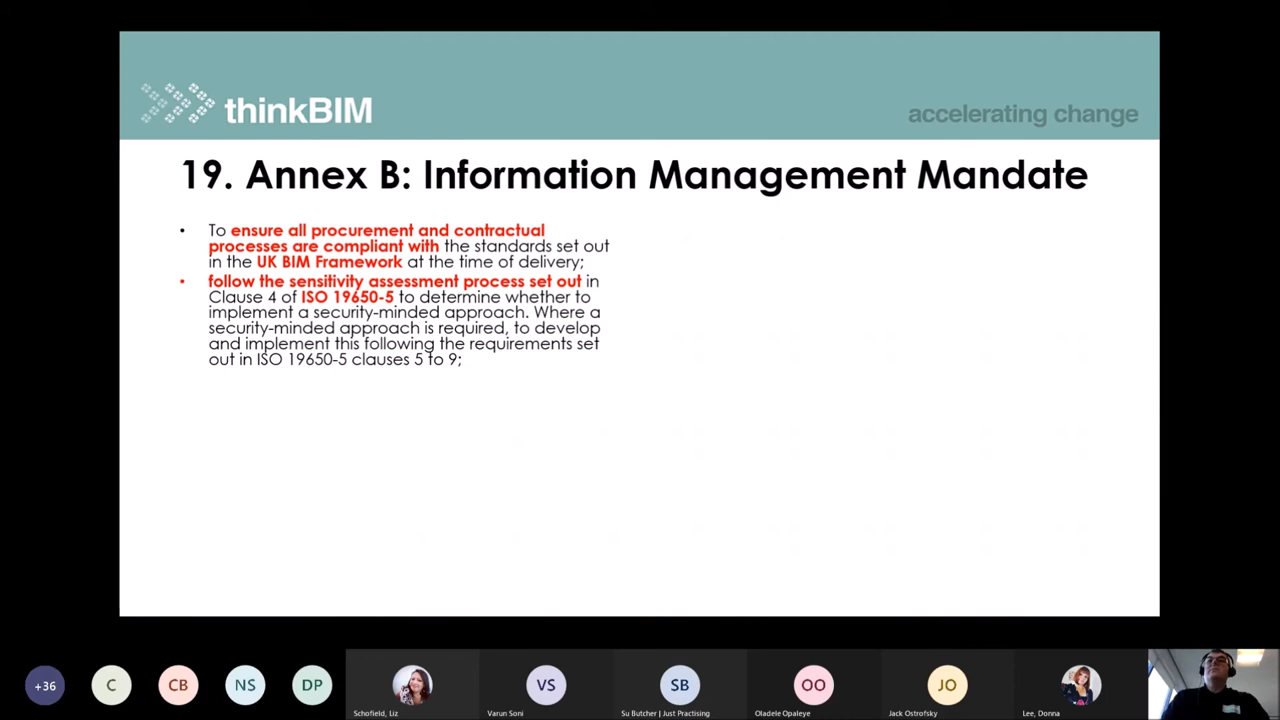 thinkBIM
accelerating change
19. Annex B: Information Management Mandate
• To ensure all procurement and contractual
processes are compliant with the standards set out
in the UK BIM Framework at the time of delivery;
• follow the sensitivity assessment process set out in
Clause 4 of ISO 19650-5 to determine whether to
implement a security-minded approach. Where a
security-minded approach is required, to develop
and implement this following the requirements set
out in ISO 19650-5 clauses 5 to 9;
+36
C
CB
NS
DP
VS
SB
OO
JO
Schofield, Liz
Varun Soni
Su Butcher | Just Practising
Oladele Opaleye
Jack Ostrofsky
Lee, Donna